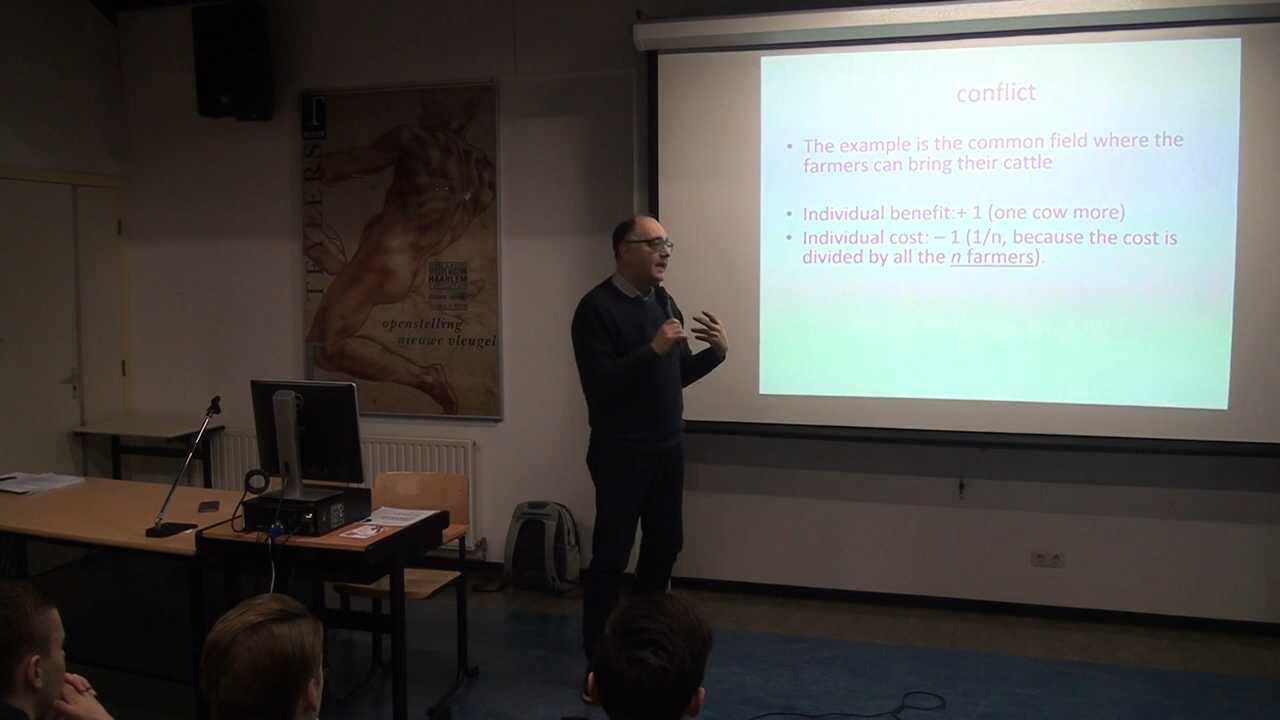 conflict
• The example is the common field where the
farmers can bring their cattle
• Individual benefit:+ 1 (one cow more)
• Individual cost: – 1 (1/n, because the cost is
divided by all the n farmers).
TEYLERS
HAARLEM
openstelling
nieuwe vleugel